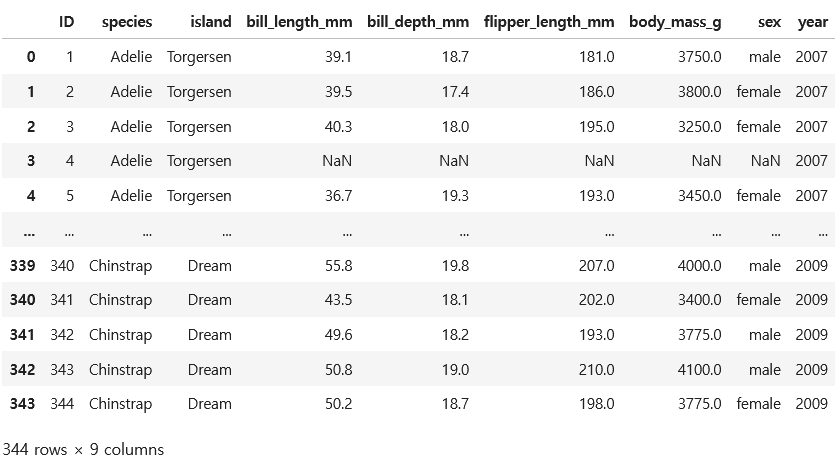 ID species island bill_length_mm bill_depth_mm flipper_length_mm body_mass_g sex year
0 1 Adelie Torgersen 39.1 18.7 181.0 3750.0 male 2007
1 2 Adelie Torgersen 39.5 17.4 186.0 3800.0 female 2007
2 3 Adelie Torgersen 40.3 18.0 195.0 3250.0 female 2007
3 4 Adelie Torgersen NaN NaN NaN NaN NaN 2007
4 5 Adelie Torgersen 36.7 19.3 193.0 3450.0 female 2007
... ... ... ... ... ... ... ... ... ...
339 340 Chinstrap Dream 55.8 19.8 207.0 4000.0 male 2009
340 341 Chinstrap Dream 43.5 18.1 202.0 3400.0 female 2009
341 342 Chinstrap Dream 49.6 18.2 193.0 3775.0 male 2009
342 343 Chinstrap Dream 50.8 19.0 210.0 4100.0 male 2009
343 344 Chinstrap Dream 50.2 18.7 198.0 3775.0 female 2009
344 rows × 9 columns